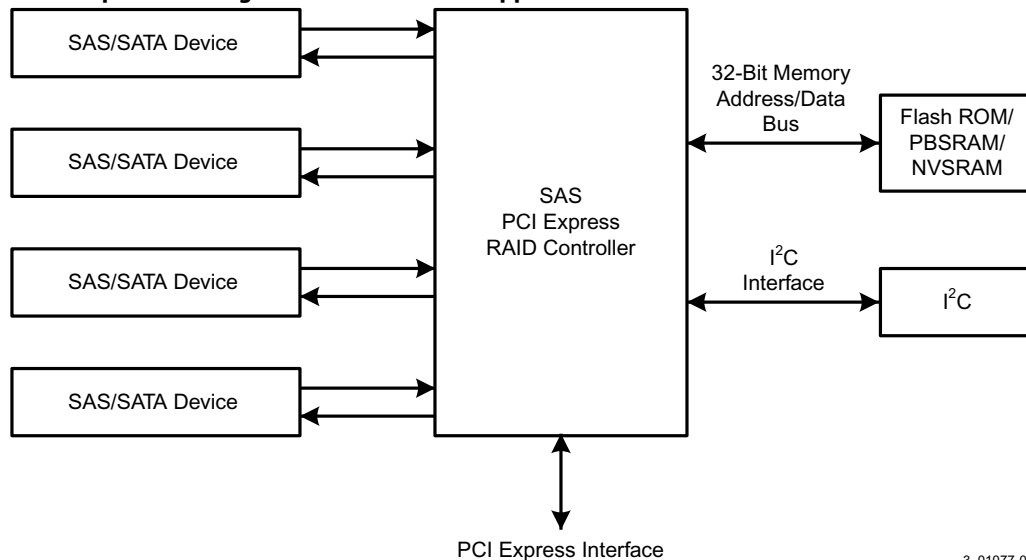 SAS/SATA Device
SAS/SATA Device
SAS/SATA Device
SAS/SATA Device
SAS
PCI Express
RAID Controller
32-Bit Memory
Address/Data
Bus
Flash ROM/
PBSRAM/
NVSRAM
I²C
Interface
I²C
PCI Express Interface